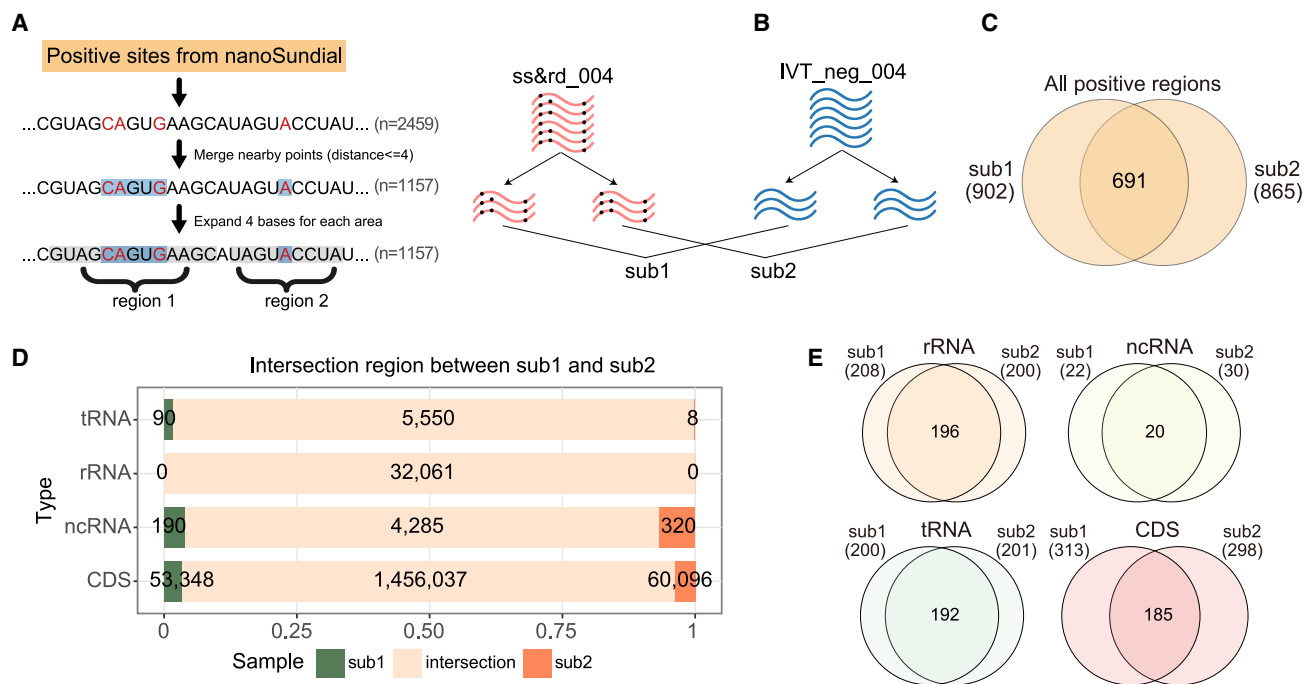 A
Positive sites from nanoSundial
...CGUAGCAGUGAAGCAUAGUACCUAU... (n=2459)
Merge nearby points (distance<=4)
...CGUAGCAGUGAAGCAUAGUACCUAU... (n=1157)
Expand 4 bases for each area
...CGUAGCAGUGAAGCAUAGUACCUAU... (n=1157)
region 1
region 2
B
ss&rd_004
IVT_neg_004
sub1
sub2
C
All positive regions
sub1
(902)
691
sub2
(865)
D
Intersection region between sub1 and sub2
Type
tRNA
90
5,550
8
rRNA
0
32,061
0
ncRNA
190
4,285
320
CDS
53,348
1,456,037
60,096
0
0.25
0.50
0.75
1
Sample
sub1
intersection
sub2
E
rRNA
sub1
(208)
196
sub2
(200)
ncRNA
sub1
(22)
20
sub2
(30)
tRNA
sub1
(200)
192
sub2
(201)
CDS
sub1
(313)
185
sub2
(298)